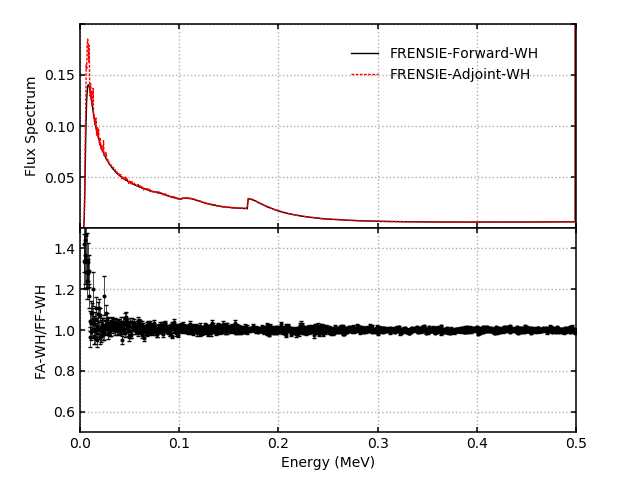 FRENSIE-Forward-WH
FRENSIE-Adjoint-WH
Flux Spectrum
0.15
0.10
0.05
FA-WH/FF-WH
1.4
1.2
1.0
0.8
0.6
0.0 0.1 0.2 0.3 0.4 0.5
Energy (MeV)